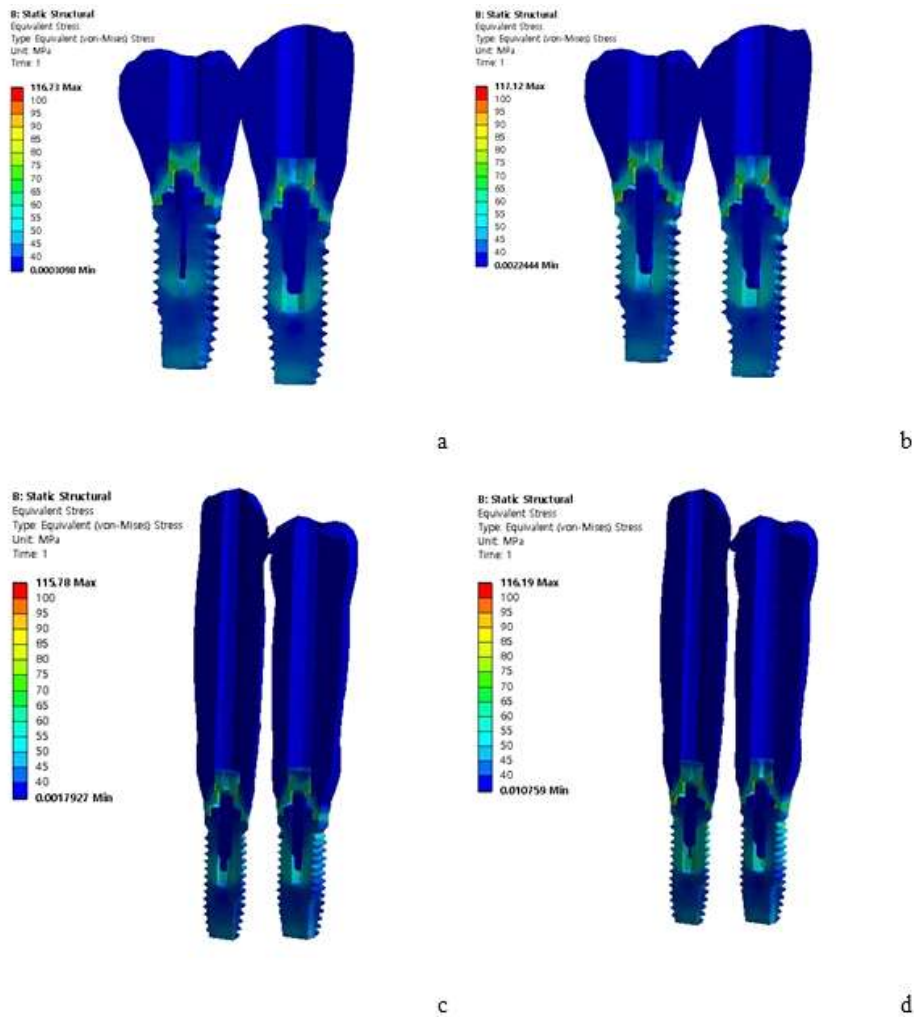 B: Static Structural
Equivalent Stress
Type: Equivalent (von-Mises) Stress
Unit: MPa
Time: 1
116.73 Max
100
95
90
85
80
75
70
65
60
55
50
45
40
0.0003098 Min
a
B: Static Structural
Equivalent Stress
Type: Equivalent (von-Mises) Stress
Unit: MPa
Time: 1
117.12 Max
100
95
90
85
80
75
70
65
60
55
50
45
40
0.0022444 Min
b
B: Static Structural
Equivalent Stress
Type: Equivalent (von-Mises) Stress
Unit: MPa
Time: 1
115.78 Max
100
95
90
85
80
75
70
65
60
55
50
45
40
0.0017927 Min
c
B: Static Structural
Equivalent Stress
Type: Equivalent (von-Mises) Stress
Unit: MPa
Time: 1
116.19 Max
100
95
90
85
80
75
70
65
60
55
50
45
40
0.010759 Min
d